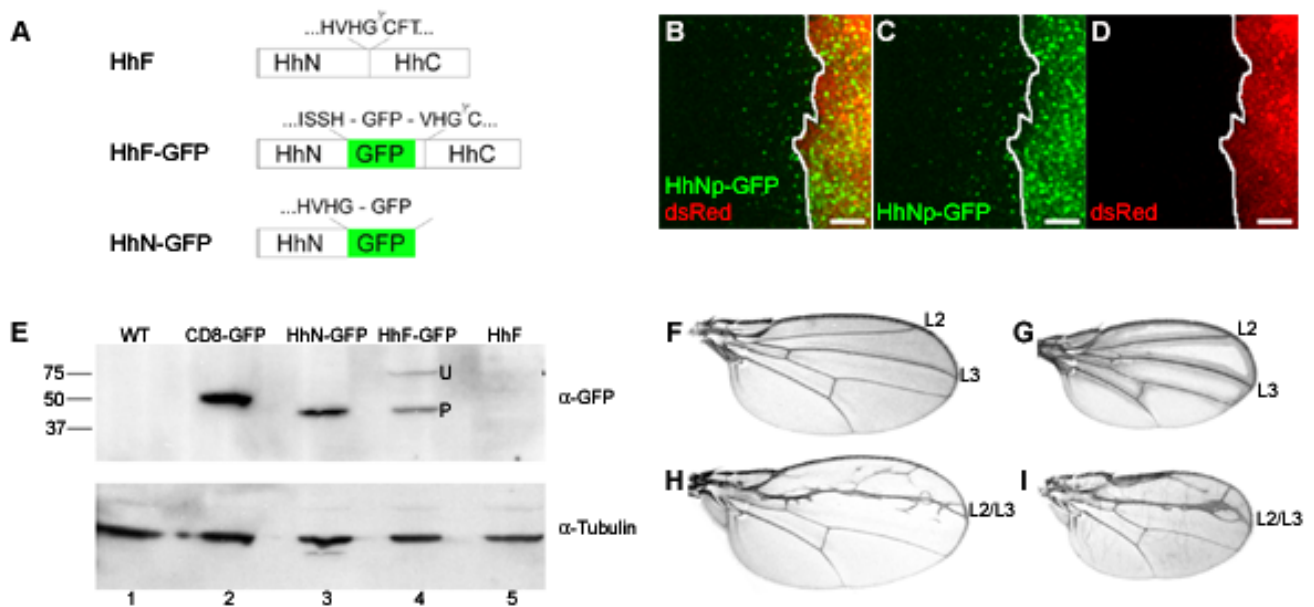 A
...HVHG CFT...
HhF
HhN HhC
...ISSH - GFP - VHG C...
HhF-GFP
HhN GFP HhC
...HVHG - GFP
HhN-GFP
HhN GFP
B
HhNp-GFP
dsRed
C
HhNp-GFP
D
dsRed
E
WT CD8-GFP HhN-GFP HhF-GFP HhF
75 U
50 P
37
α-GFP
α-Tubulin
1 2 3 4 5
F
L2
L3
G
L2
L3
H
L2/L3
I
L2/L3